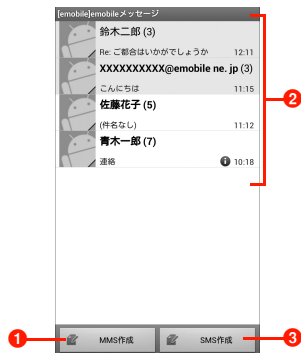 [emobile]emobileメッセージ
鈴木二郎 (3)
Re: ご都合はいかがでしょうか 12:11
XXXXXXXXXX@emobile ne. jp (3)
こんにちは 11:15
佐藤花子 (5)
(件名なし) 11:12
青木一郎 (7)
連絡 10:18
2
1
MMS作成
SMS作成
3